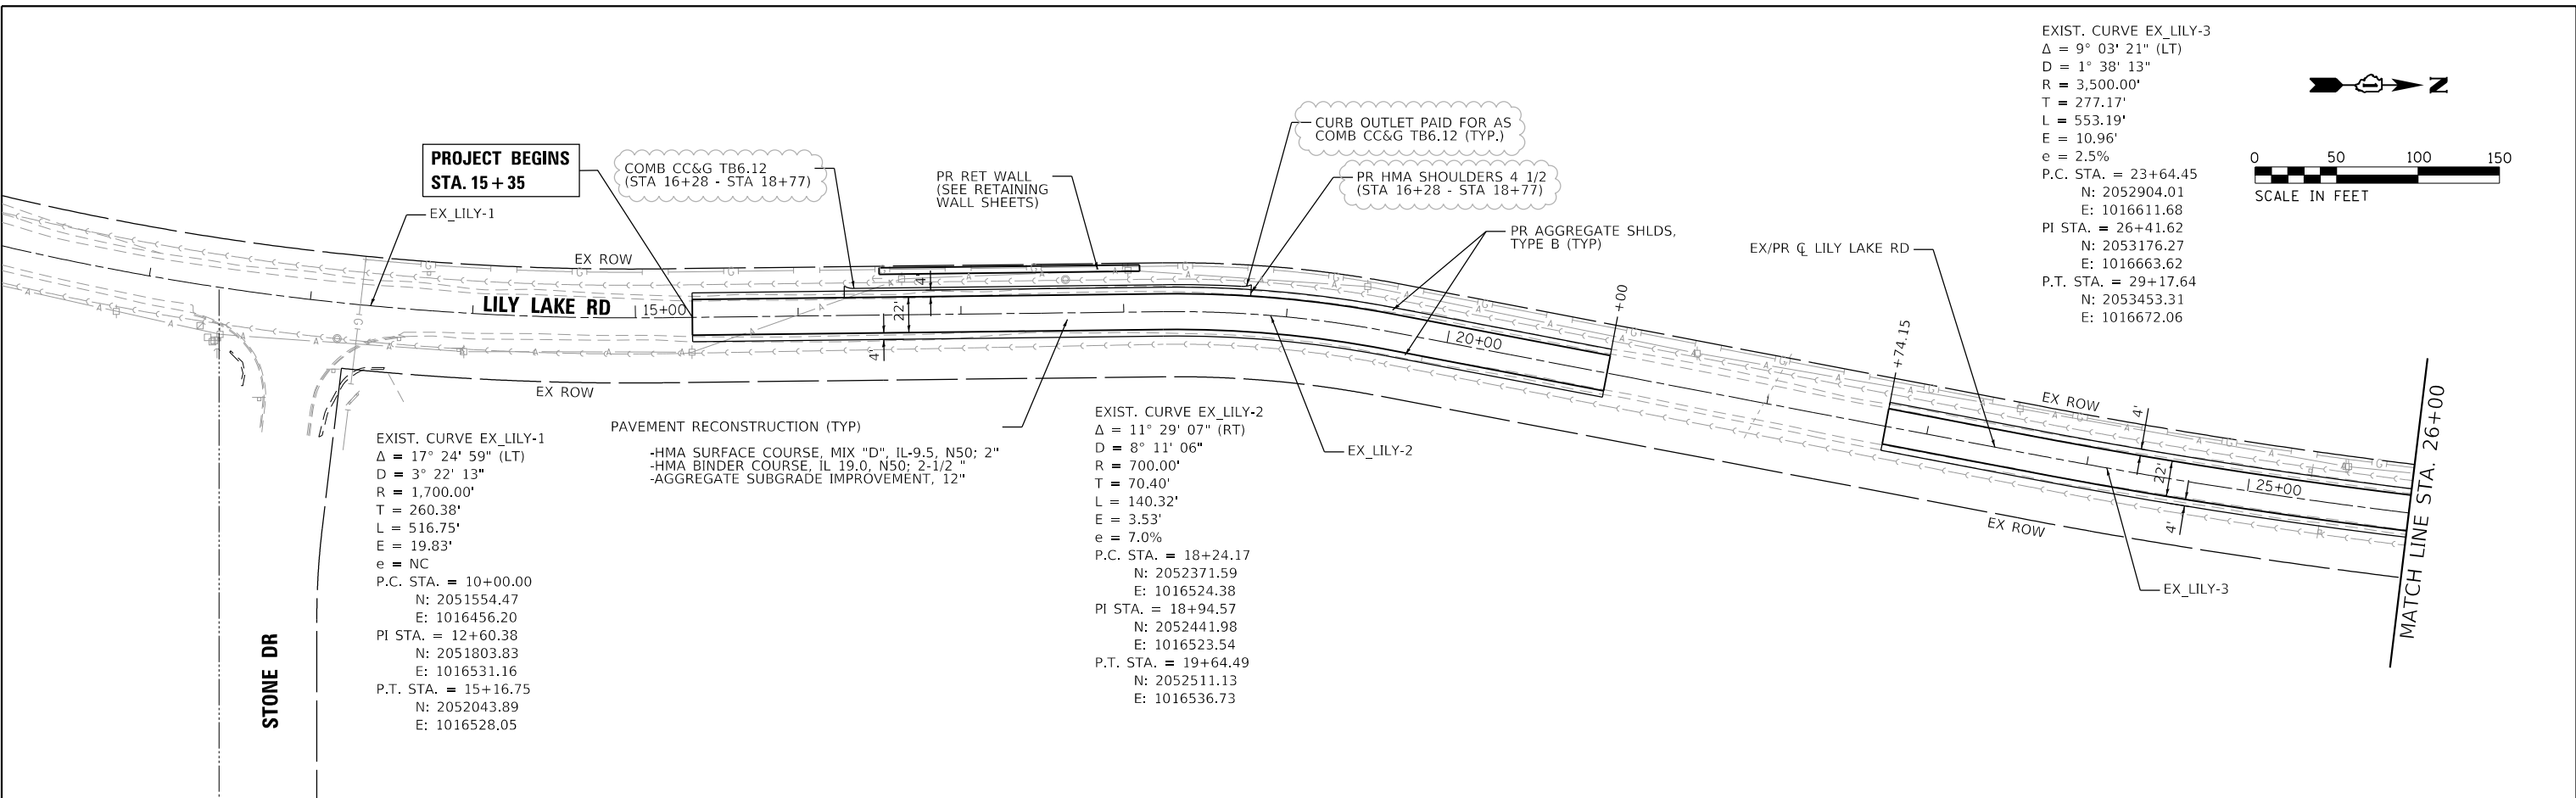 EXIST. CURVE EX_LILY-3
Δ = 9° 03' 21" (LT)
D = 1° 38' 13"
R = 3,500.00'
T = 277.17'
L = 553.19'
E = 10.96'
e = 2.5%
P.C. STA. = 23+64.45
N: 2052904.01
E: 1016611.68
PI STA. = 26+41.62
N: 2053176.27
E: 1016663.62
P.T. STA. = 29+17.64
N: 2053453.31
E: 1016672.06
N
0 50 100 150
SCALE IN FEET
PROJECT BEGINS
STA. 15+35
EX_LILY-1
COMB CC&G TB6.12
(STA 16+28 - STA 18+77)
PR RET WALL
(SEE RETAINING
WALL SHEETS)
CURB OUTLET PAID FOR AS
COMB CC&G TB6.12 (TYP.)
PR HMA SHOULDERS 4 1/2
(STA 16+28 - STA 18+77)
PR AGGREGATE SHLDS,
TYPE B (TYP)
EX/PR ℄ LILY LAKE RD
EX ROW
LILY LAKE RD
15+00
4'
22'
4'
20+00
+00
+74.15
EX ROW
4'
22'
4'
25+00
EX ROW
EX ROW
MATCH LINE STA. 26+00
EX_LILY-3
EX_LILY-2
PAVEMENT RECONSTRUCTION (TYP)
-HMA SURFACE COURSE, MIX "D", IL-9.5, N50; 2"
-HMA BINDER COURSE, IL 19.0, N50; 2-1/2 "
-AGGREGATE SUBGRADE IMPROVEMENT, 12"
EXIST. CURVE EX_LILY-1
Δ = 17° 24' 59" (LT)
D = 3° 22' 13"
R = 1,700.00'
T = 260.38'
L = 516.75'
E = 19.83'
e = NC
P.C. STA. = 10+00.00
N: 2051554.47
E: 1016456.20
PI STA. = 12+60.38
N: 2051803.83
E: 1016531.16
P.T. STA. = 15+16.75
N: 2052043.89
E: 1016528.05
EXIST. CURVE EX_LILY-2
Δ = 11° 29' 07" (RT)
D = 8° 11' 06"
R = 700.00'
T = 70.40'
L = 140.32'
E = 3.53'
e = 7.0%
P.C. STA. = 18+24.17
N: 2052371.59
E: 1016524.38
PI STA. = 18+94.57
N: 2052441.98
E: 1016523.54
P.T. STA. = 19+64.49
N: 2052511.13
E: 1016536.73
STONE DR